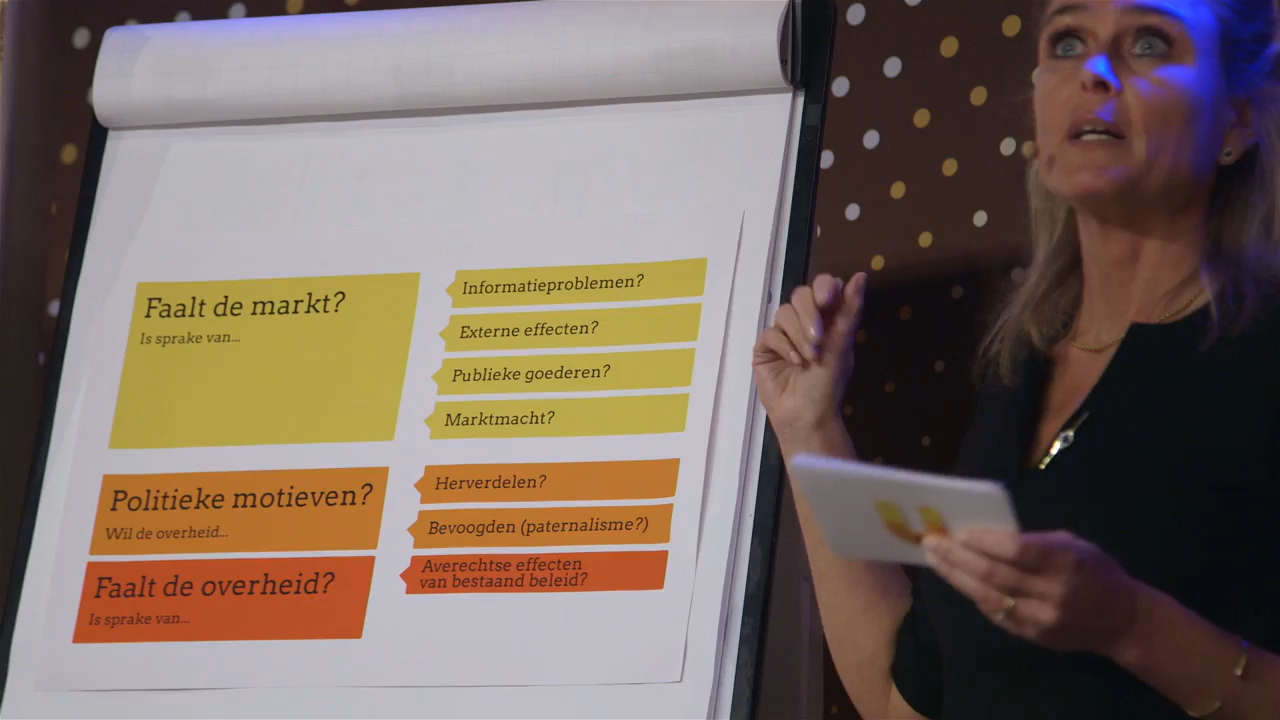 Faalt de markt?
Is sprake van...
Informatieproblemen?
Externe effecten?
Publieke goederen?
Marktmacht?
Politieke motieven?
Wil de overheid...
Herverdelen?
Bevoogden (paternalisme?)
Faalt de overheid?
Is sprake van...
Averechtse effecten
van bestaand beleid?